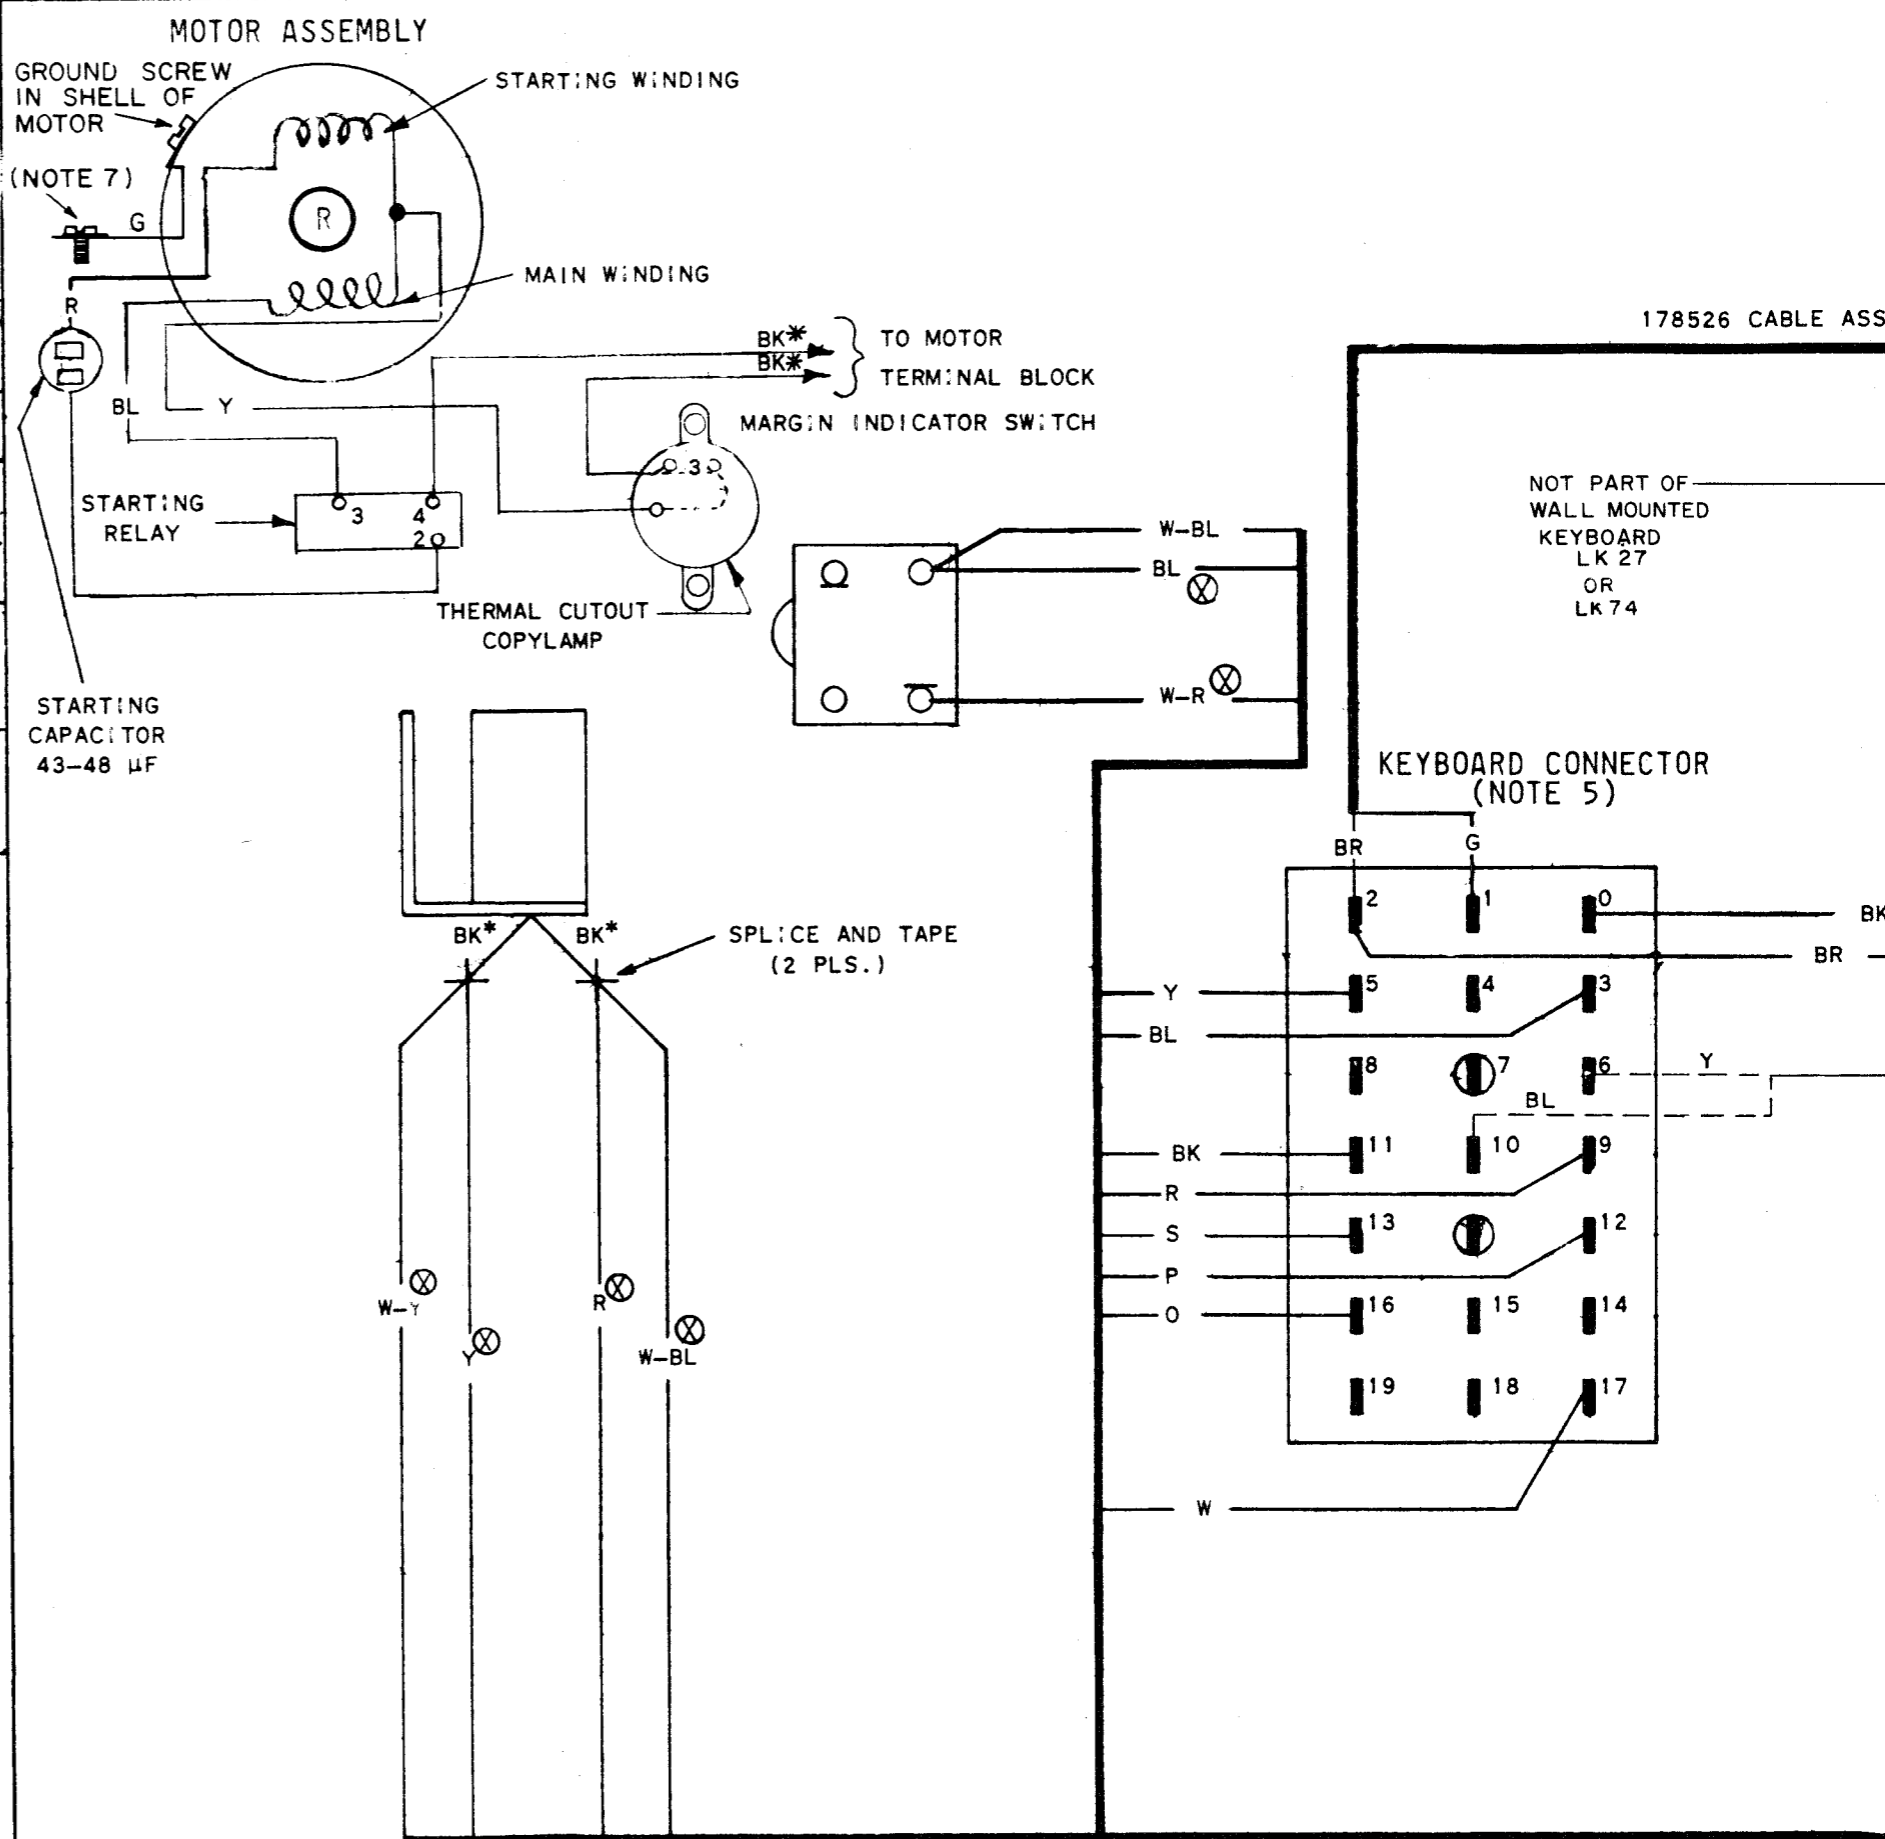 MOTOR ASSEMBLY
GROUND SCREW
IN SHELL OF
MOTOR
STARTING WINDING
(NOTE 7)
G
R
MAIN WINDING
R
BL
Y
BK*
BK*
TO MOTOR
TERMINAL BLOCK
MARGIN INDICATOR SWITCH
3
STARTING
RELAY
3
4
2
THERMAL CUTOUT
COPYLAMP
STARTING
CAPACITOR
43-48 µF
W-BL
BL
W-R
178526 CABLE ASS
NOT PART OF
WALL MOUNTED
KEYBOARD
LK 27
OR
LK 74
KEYBOARD CONNECTOR
(NOTE 5)
BR
G
2 1 0
BK
BR
Y
5 4 3
BL
8 7 6
Y
BL
BK
11 10 9
R
S
13 12
P
O
16 15 14
19 18 17
W
BK* BK*
SPLICE AND TAPE
(2 PLS.)
W-Y
Y
R
W-BL